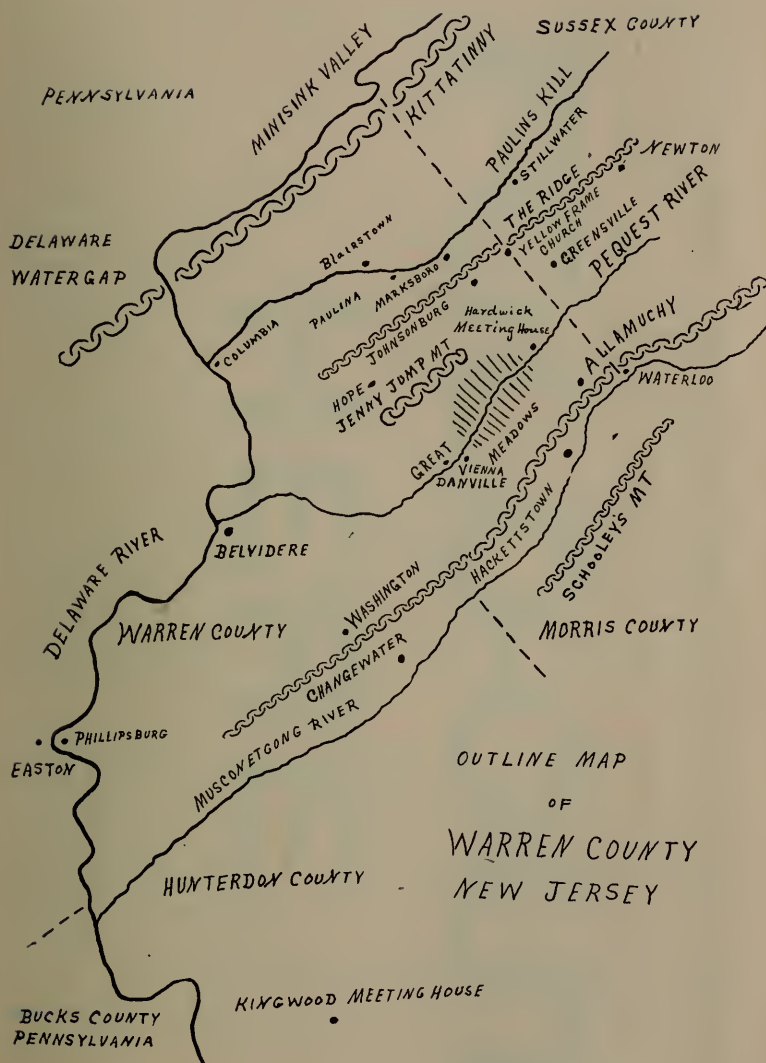 SUSSEX COUNTY
PENNSYLVANIA
MINISINK VALLEY
KITTATINNY
PAULINS KILL
STILLWATER
NEWTON
THE RIDGE
YELLOW FRAME
CHURCH
GREENSVILLE
PEQUEST RIVER
DELAWARE
WATERGAP
Blairstown
PAULINA
MARKSBORO
COLUMBIA
JOHNSONBURG
Hardwick
Meeting House
ALLAMUCHY
WATERLOO
HOPE
JENNY JUMP MT
GREAT
MEADOWS
VIENNA
DANVILLE
HACKETTSTOWN
SCHOOLEY'S MT
BELVIDERE
DELAWARE RIVER
WARREN COUNTY
WASHINGTON
MORRIS COUNTY
CHANGEWATER
MUSCONETGONG RIVER
PHILLIPSBURG
EASTON
OUTLINE MAP
OF
WARREN COUNTY
NEW JERSEY
HUNTERDON COUNTY
KINGWOOD MEETING HOUSE
BUCKS COUNTY
PENNSYLVANIA